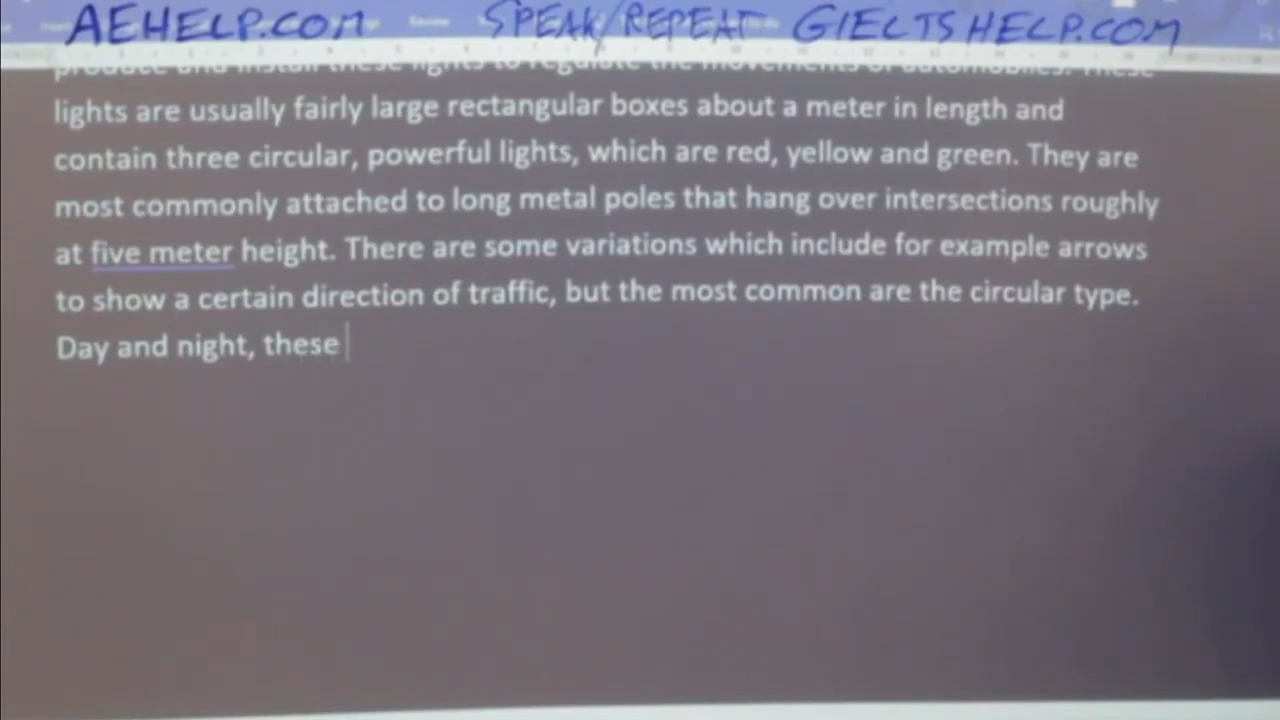 AEHELP.COM SPEAK/REPEAT GIELTSHELP.COM
Review
product and install these lights to regulate the movements of automobiles. These
lights are usually fairly large rectangular boxes about a meter in length and
contain three circular, powerful lights, which are red, yellow and green. They are
most commonly attached to long metal poles that hang over intersections roughly
at five meter height. There are some variations which include for example arrows
to show a certain direction of traffic, but the most common are the circular type.
Day and night, these